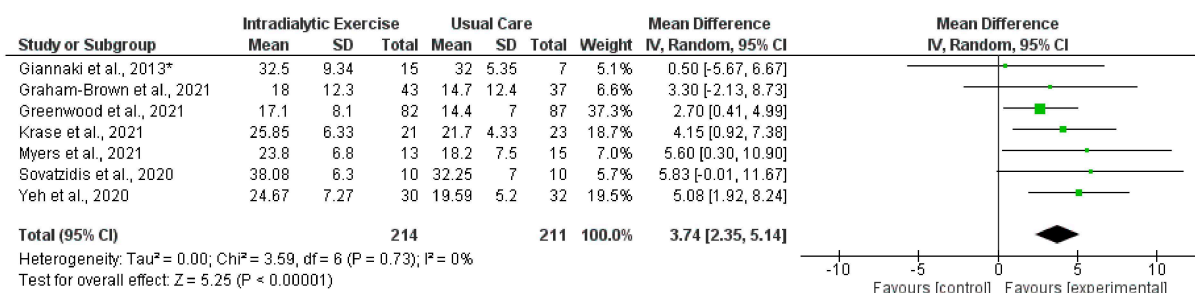 Intradialytic Exercise Usual Care Mean Difference Mean Difference
Study or Subgroup Mean SD Total Mean SD Total Weight IV, Random, 95% CI IV, Random, 95% CI
Giannaki et al., 2013* 32.5 9.34 15 32 5.35 7 5.1% 0.50 [-5.67, 6.67]
Graham-Brown et al., 2021 18 12.3 43 14.7 12.4 37 6.6% 3.30 [-2.13, 8.73]
Greenwood et al., 2021 17.1 8.1 82 14.4 7 87 37.3% 2.70 [0.41, 4.99]
Krase et al., 2021 25.85 6.33 21 21.7 4.33 23 18.7% 4.15 [0.92, 7.38]
Myers et al., 2021 23.8 6.8 13 18.2 7.5 15 7.0% 5.60 [0.30, 10.90]
Sovatzidis et al., 2020 38.08 6.3 10 32.25 7 10 5.7% 5.83 [-0.01, 11.67]
Yeh et al., 2020 24.67 7.27 30 19.59 5.2 32 19.5% 5.08 [1.92, 8.24]
Total (95% CI) 214 211 100.0% 3.74 [2.35, 5.14]
Heterogeneity: Tau² = 0.00; Chi² = 3.59, df = 6 (P = 0.73); I² = 0%
Test for overall effect: Z = 5.25 (P < 0.00001)
-10 -5 0 5 10
Favours [control] Favours [experimental]